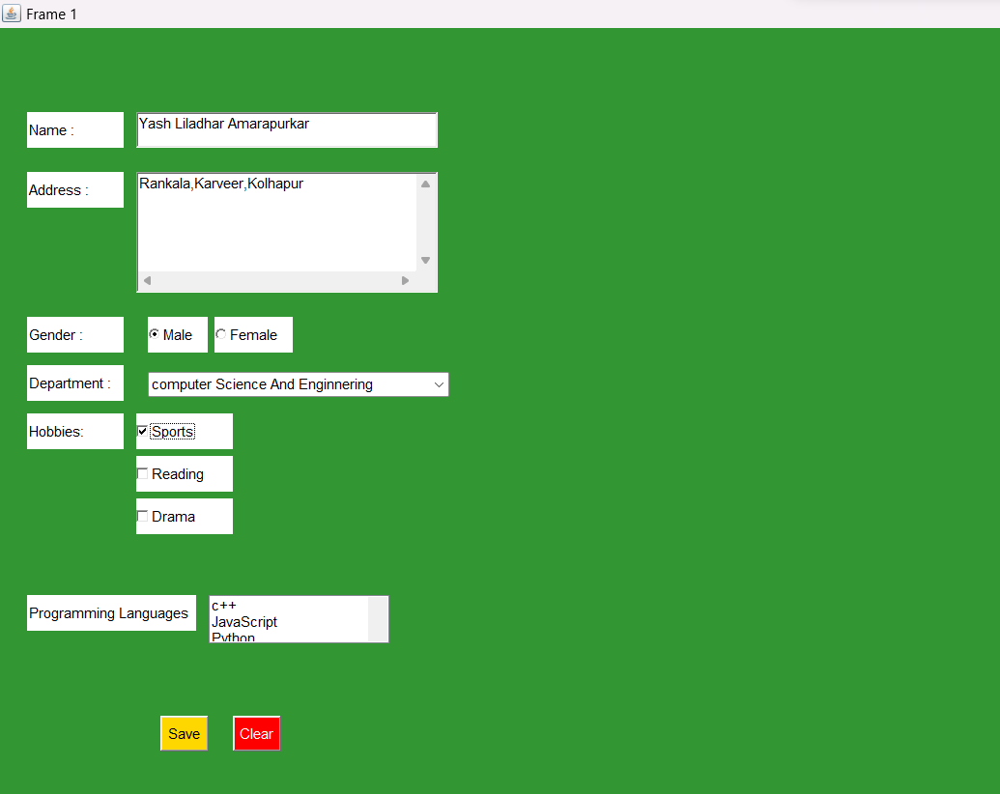 Frame 1
Name :
Yash Liladhar Amarapurkar
Address :
Rankala,Karveer,Kolhapur
Gender :
Male
Female
Department :
computer Science And Enginnering
Hobbies:
Sports
Reading
Drama
Programming Languages
c++
JavaScript
Python
Save
Clear